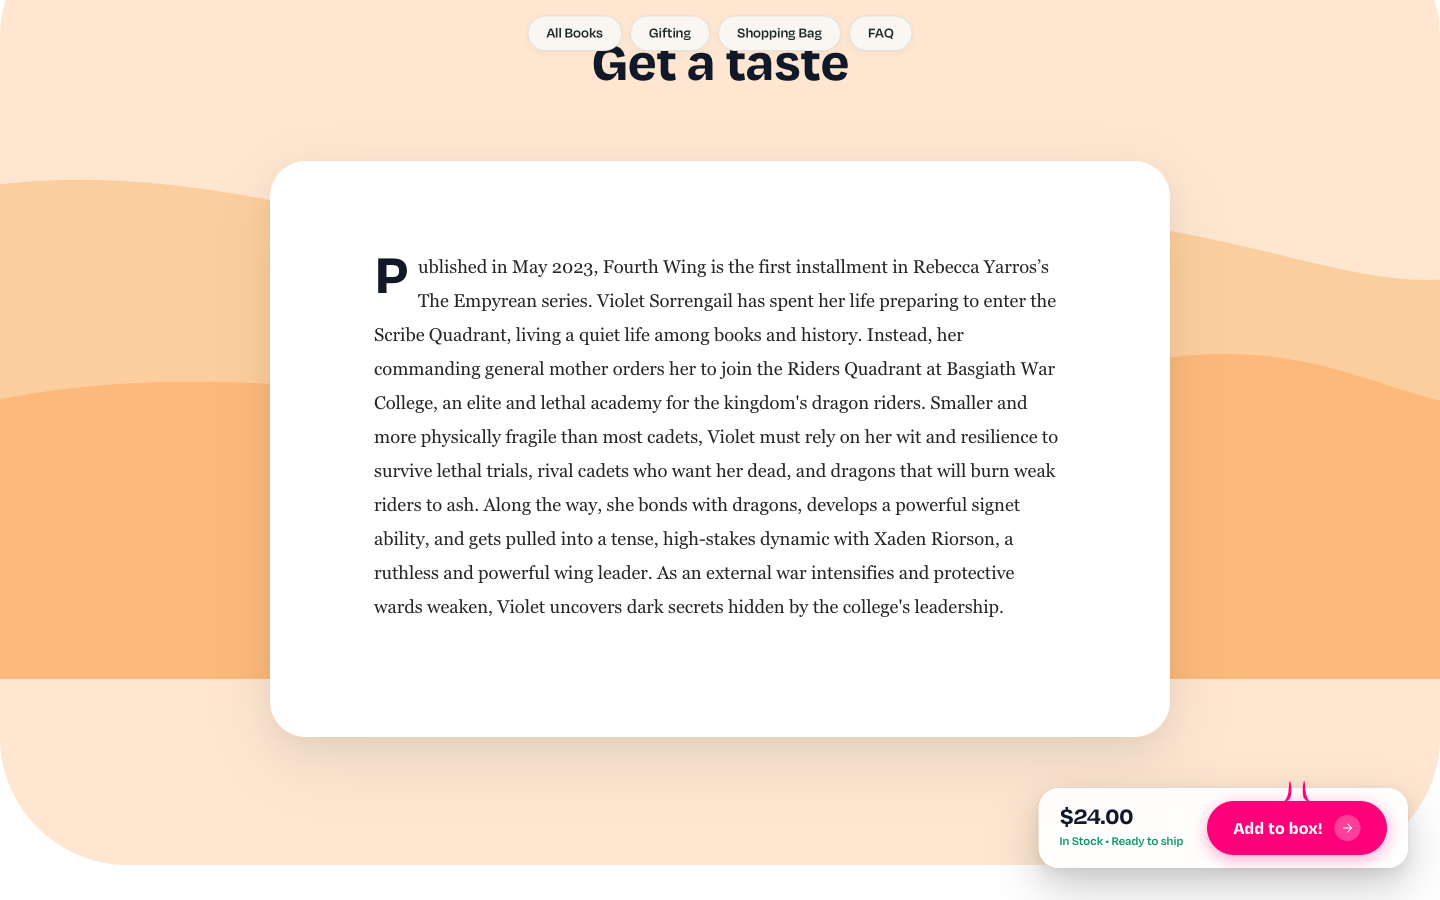 All Books
Gifting
Shopping Bag
FAQ
Get a taste
Published in May 2023, Fourth Wing is the first installment in Rebecca Yarros’s
The Empyrean series. Violet Sorrengail has spent her life preparing to enter the
Scribe Quadrant, living a quiet life among books and history. Instead, her
commanding general mother orders her to join the Riders Quadrant at Basgiath War
College, an elite and lethal academy for the kingdom's dragon riders. Smaller and
more physically fragile than most cadets, Violet must rely on her wit and resilience to
survive lethal trials, rival cadets who want her dead, and dragons that will burn weak
riders to ash. Along the way, she bonds with dragons, develops a powerful signet
ability, and gets pulled into a tense, high-stakes dynamic with Xaden Riorson, a
ruthless and powerful wing leader. As an external war intensifies and protective
wards weaken, Violet uncovers dark secrets hidden by the college's leadership.
$24.00
In Stock • Ready to ship
Add to box!